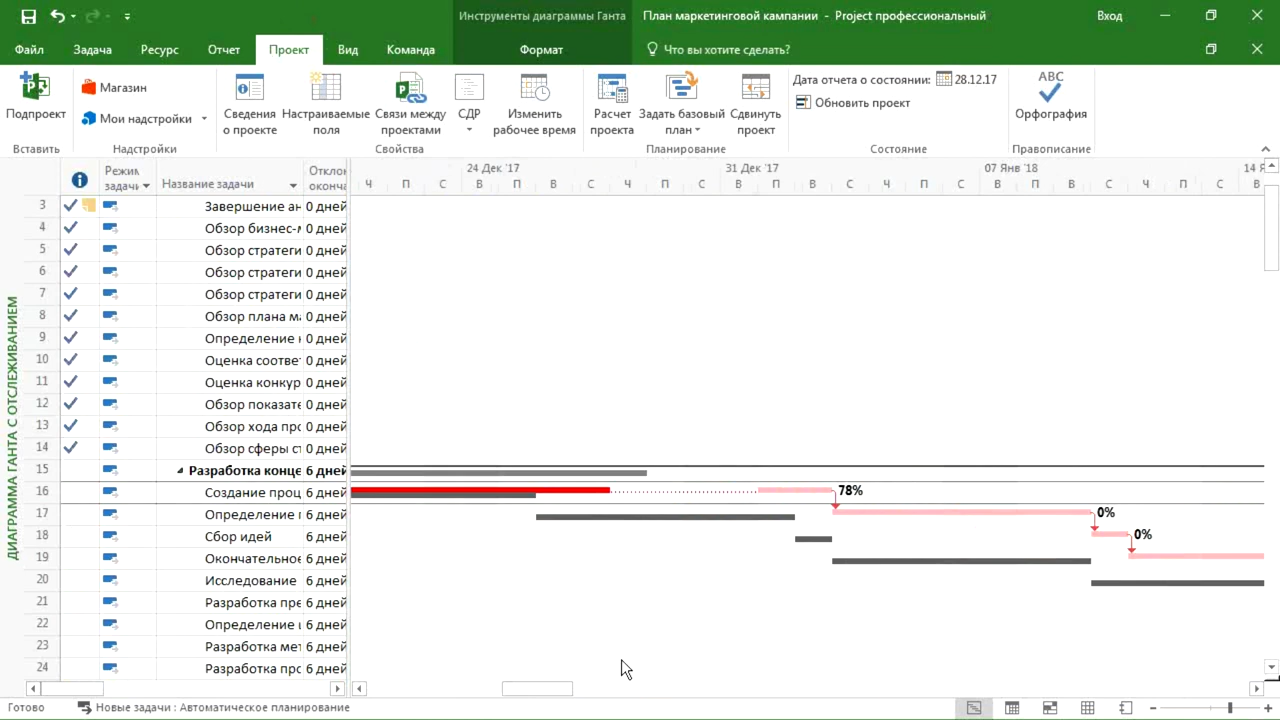 Инструменты диаграммы Ганта
План маркетинговой кампании - Project профессиональный
Вход
Файл
Задача
Ресурс
Отчет
Проект
Вид
Команда
Формат
Что вы хотите сделать?
Подпроект
Вставить
Магазин
Мои надстройки
Надстройки
Сведения
о проекте
Настраиваемые
поля
Связи между
проектами
СДР
Изменить
рабочее время
Свойства
Расчет
проекта
Задать базовый
план
Сдвинуть
проект
Планирование
Дата отчета о состоянии: 28.12.17
Обновить проект
Состояние
ABC
Орфография
Правописание
Режим
задачи
Название задачи
Отклон
оконча
24 Дек '17
31 Дек '17
07 Янв '18
14 Я
Ч П С В П С Ч П С В П В С Ч П С В П В С Ч П С В
3 Завершение ан 0 дней
4 Обзор бизнес-м 0 дней
5 Обзор стратеги 0 дней
6 Обзор стратеги 0 дней
7 Обзор стратеги 0 дней
8 Обзор плана ма 0 дней
9 Определение н 0 дней
10 Оценка соотве 0 дней
11 Оценка конкур 0 дней
12 Обзор показате 0 дней
13 Обзор хода про 0 дней
14 Обзор сферы ст 0 дней
15 Разработка конце 6 дней
16 Создание проц 6 дней 78%
17 Определение п 6 дней 0%
18 Сбор идей 6 дней 0%
19 Окончательное 6 дней
20 Исследование 6 дней
21 Разработка пре 6 дней
22 Определение ц 6 дней
23 Разработка мет 6 дней
24 Разработка про 6 дней
ДИАГРАММА ГАНТА С ОТСЛЕЖИВАНИЕМ
Готово
Новые задачи : Автоматическое планирование